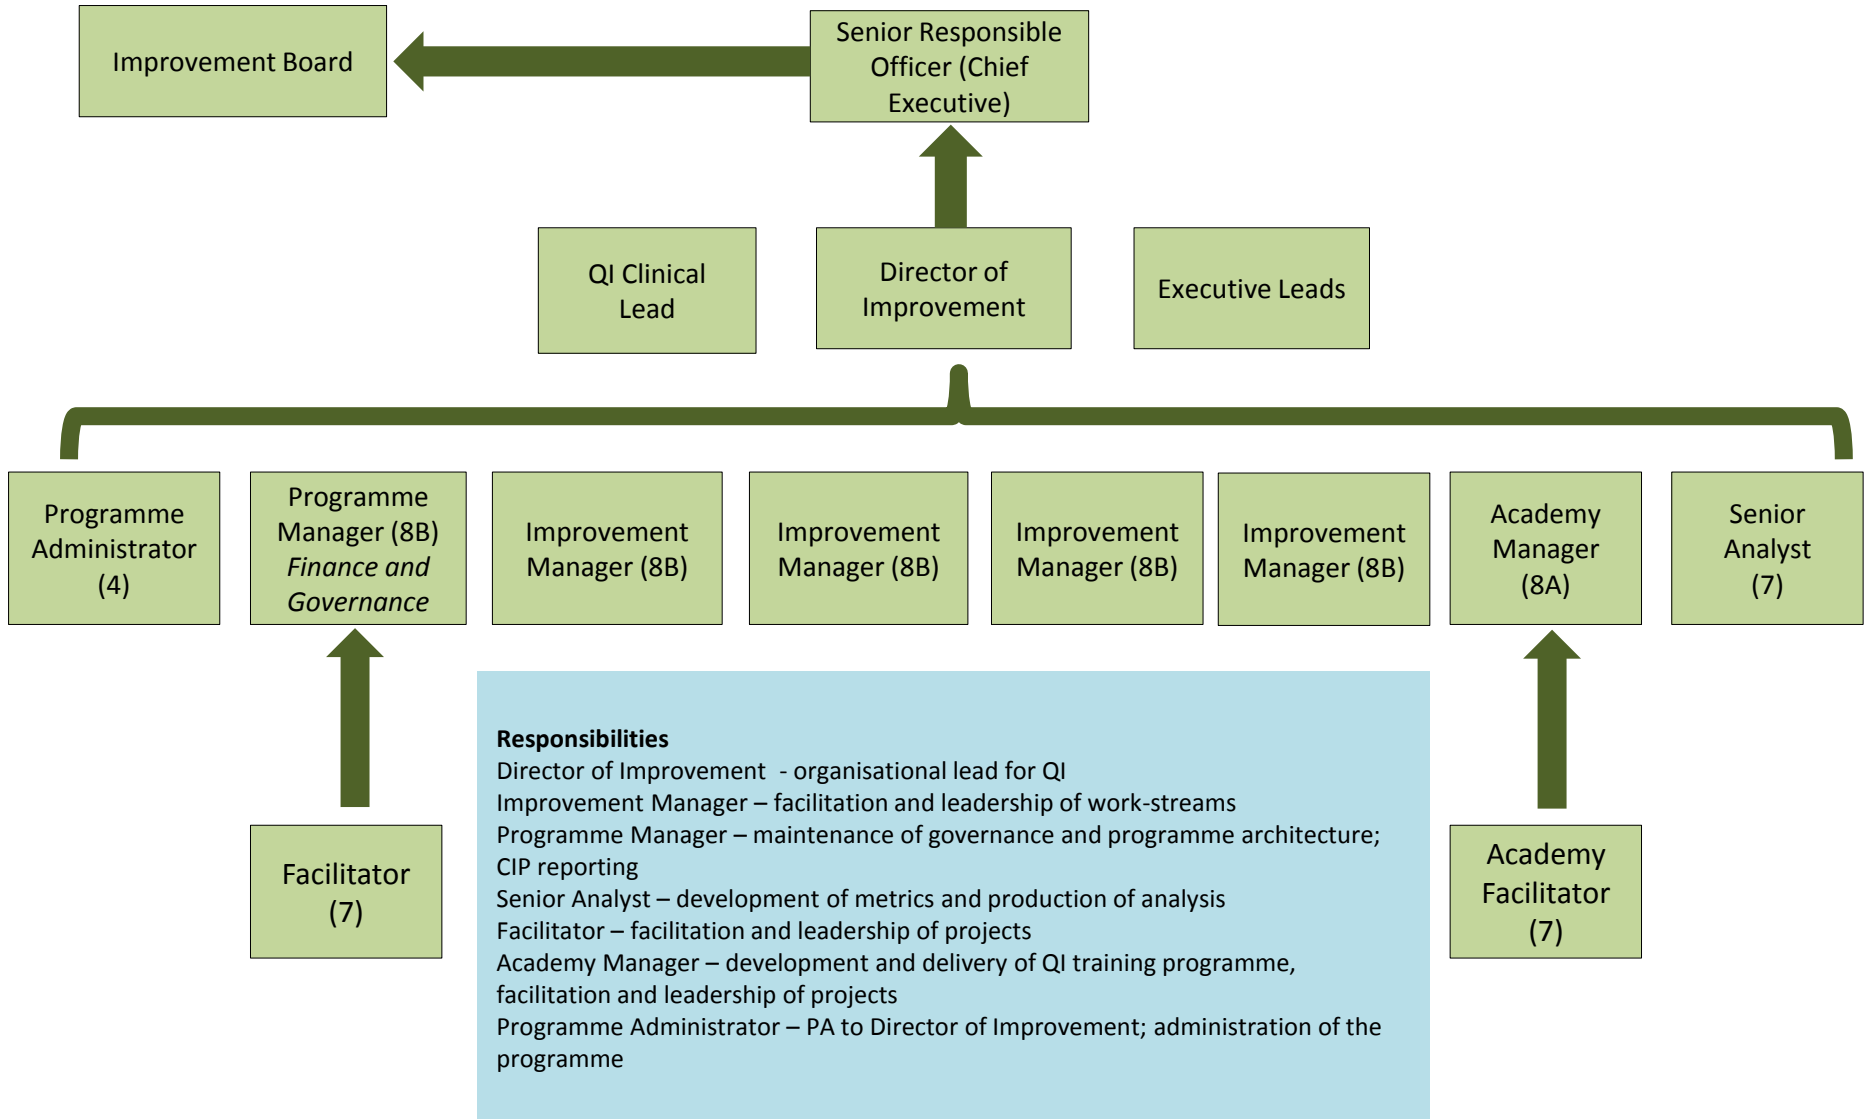 Improvement Board
Senior Responsible
Officer (Chief
Executive)
QI Clinical
Lead
Director of
Improvement
Executive Leads
Programme
Administrator
(4)
Programme
Manager (8B)
Finance and
Governance
Improvement
Manager (8B)
Improvement
Manager (8B)
Improvement
Manager (8B)
Improvement
Manager (8B)
Academy
Manager
(8A)
Senior
Analyst
(7)
Facilitator
(7)
Responsibilities
Director of Improvement  - organisational lead for QI
Improvement Manager – facilitation and leadership of work-streams
Programme Manager – maintenance of governance and programme architecture;
CIP reporting
Senior Analyst – development of metrics and production of analysis
Facilitator – facilitation and leadership of projects
Academy Manager – development and delivery of QI training programme,
facilitation and leadership of projects
Programme Administrator – PA to Director of Improvement; administration of the
programme
Academy
Facilitator
(7)